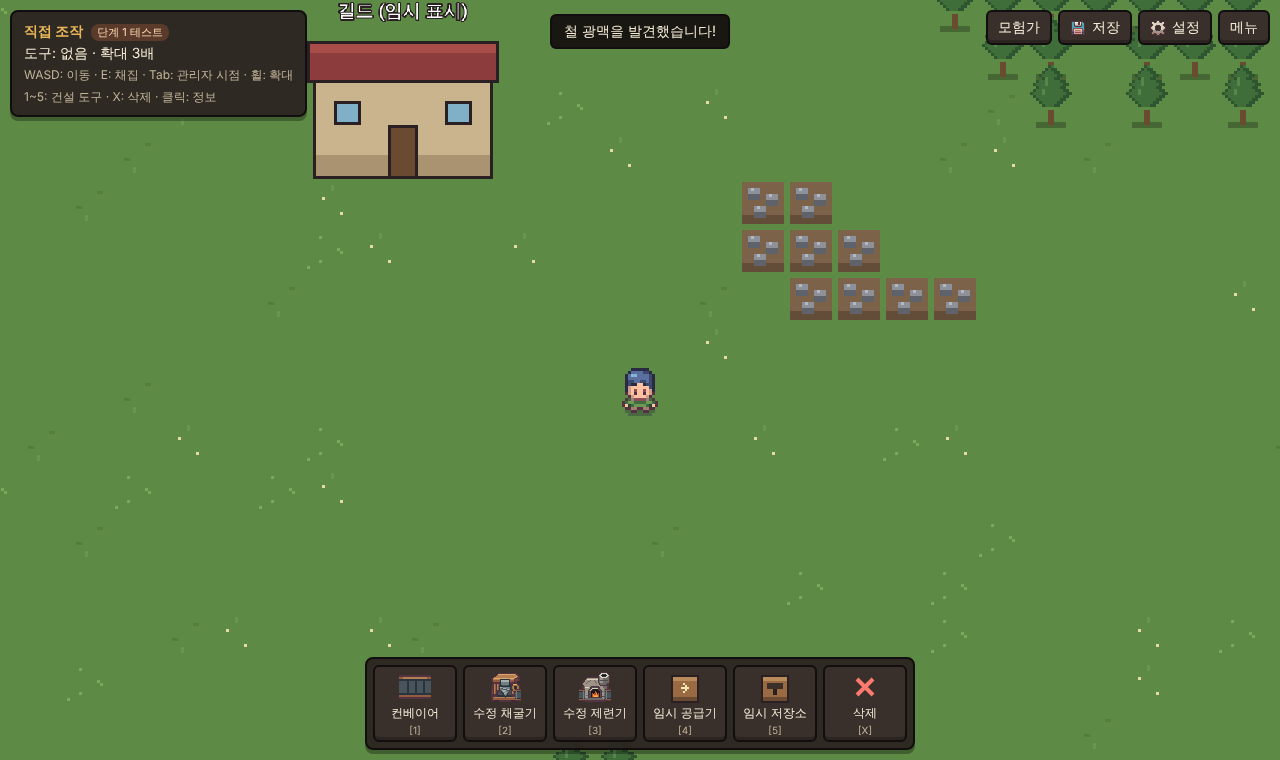 길드 (임시 표시)
직접 조작 단계 1 테스트
도구: 없음 · 확대 3배
WASD: 이동 · E: 채집 · Tab: 관리자 시점 · 휠: 확대
1~5: 건설 도구 · X: 삭제 · 클릭: 정보
철 광맥을 발견했습니다!
모험가
저장
설정
메뉴
컨베이어
[1]
수정 채굴기
[2]
수정 제련기
[3]
임시 공급기
[4]
임시 저장소
[5]
삭제
[X]